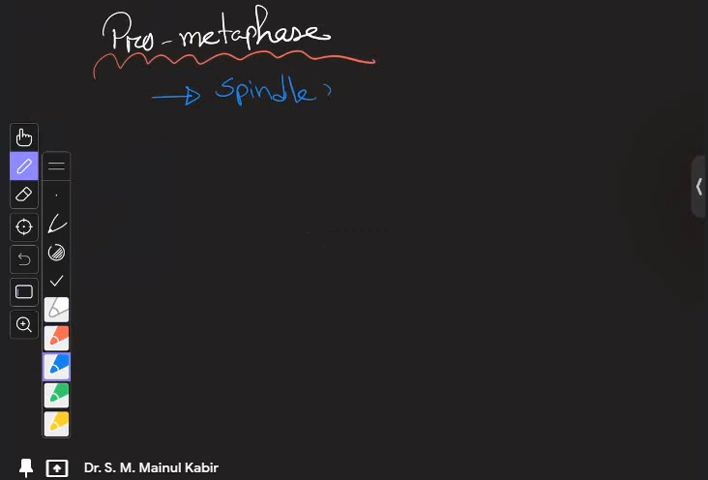 Pro-metaphase
→ Spindle
Dr. S. M. Mainul Kabir